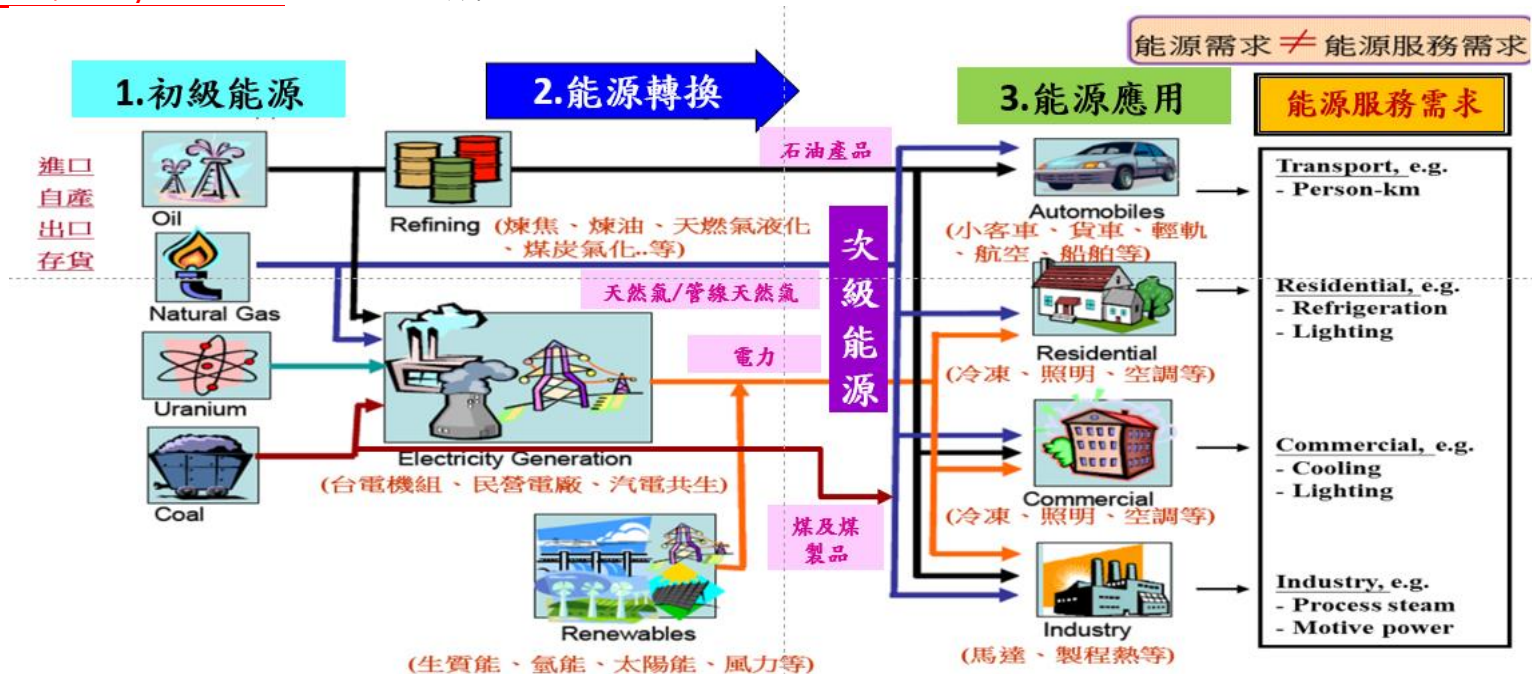 能源需求 ≠ 能源服務需求
1.初級能源
2.能源轉換
3.能源應用
能源服務需求
進口
自產
出口
存貨
Oil
Natural Gas
Uranium
Coal
Refining (煉焦、煉油、天燃氣液化
、煤炭氣化..等)
石油產品
天然氣/管線天然氣
電力
Electricity Generation
(台電機組、民營電廠、汽電共生)
煤及煤
製品
Renewables
(生質能、氫能、太陽能、風力等)
次級能源
Automobiles
(小客車、貨車、輕軌
、航空、船舶等)
Residential
(冷凍、照明、空調等)
Commercial
(冷凍、照明、空調等)
Industry
(馬達、製程熱等)
Transport, e.g.
- Person-km
Residential, e.g.
- Refrigeration
- Lighting
Commercial, e.g.
- Cooling
- Lighting
Industry, e.g.
- Process steam
- Motive power